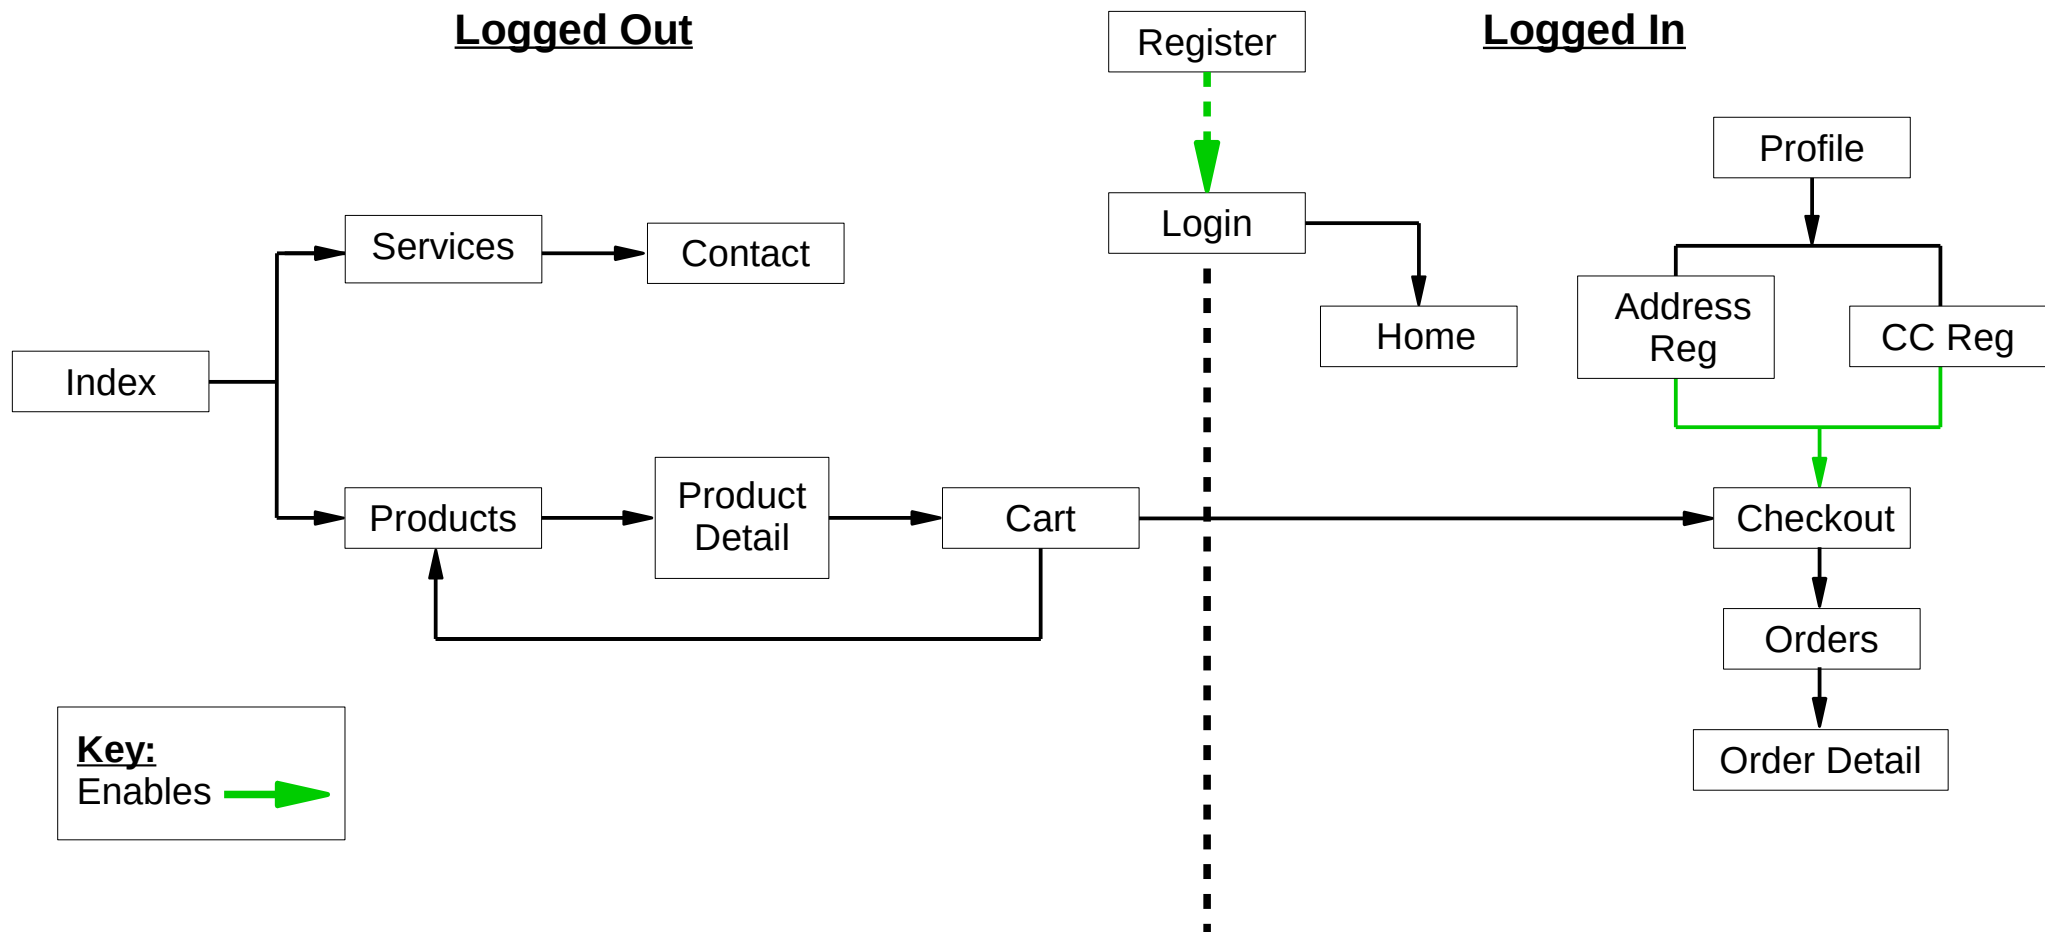 Logged Out
Register
Logged In
Profile
Login
Services
Contact
Address
Reg
Home
CC Reg
Index
Products
Product
Detail
Cart
Checkout
Orders
Key:
Enables
Order Detail